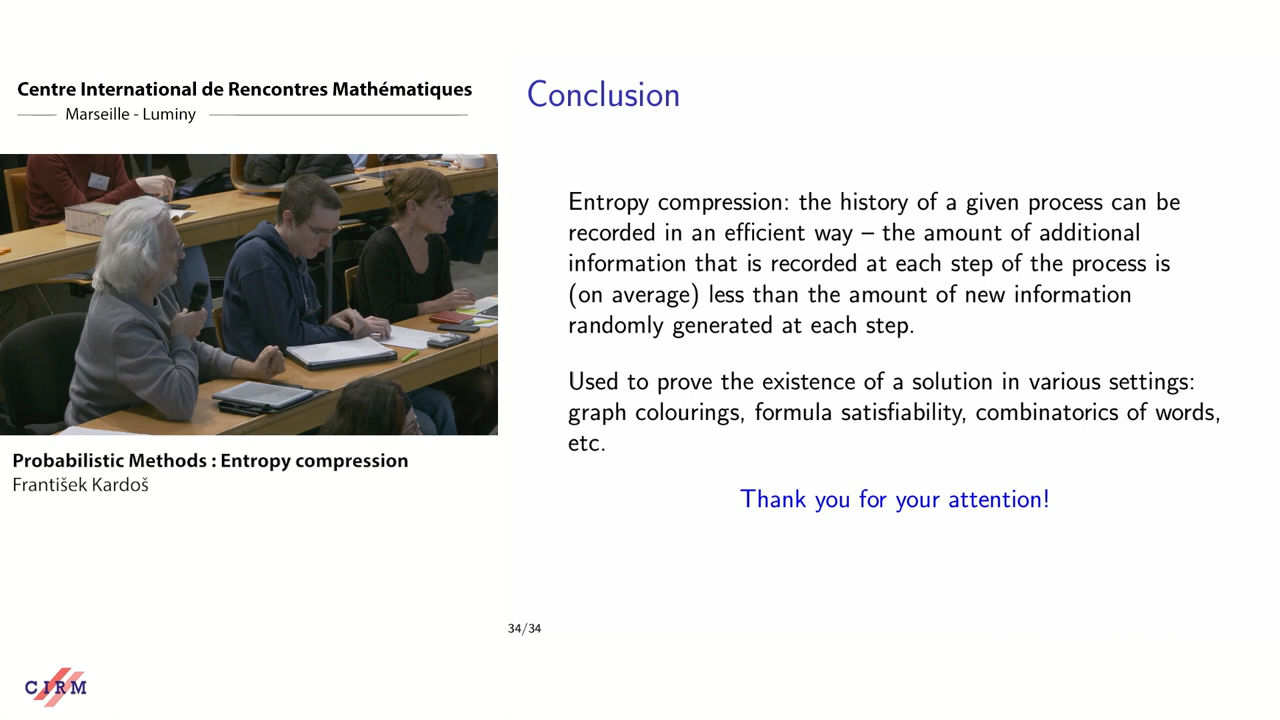 Centre International de Rencontres Mathématiques
Marseille - Luminy
Probabilistic Methods : Entropy compression
František Kardoš
CIRM
Conclusion
Entropy compression: the history of a given process can be
recorded in an efficient way – the amount of additional
information that is recorded at each step of the process is
(on average) less than the amount of new information
randomly generated at each step.
Used to prove the existence of a solution in various settings:
graph colourings, formula satisfiability, combinatorics of words,
etc.
Thank you for your attention!
34/34